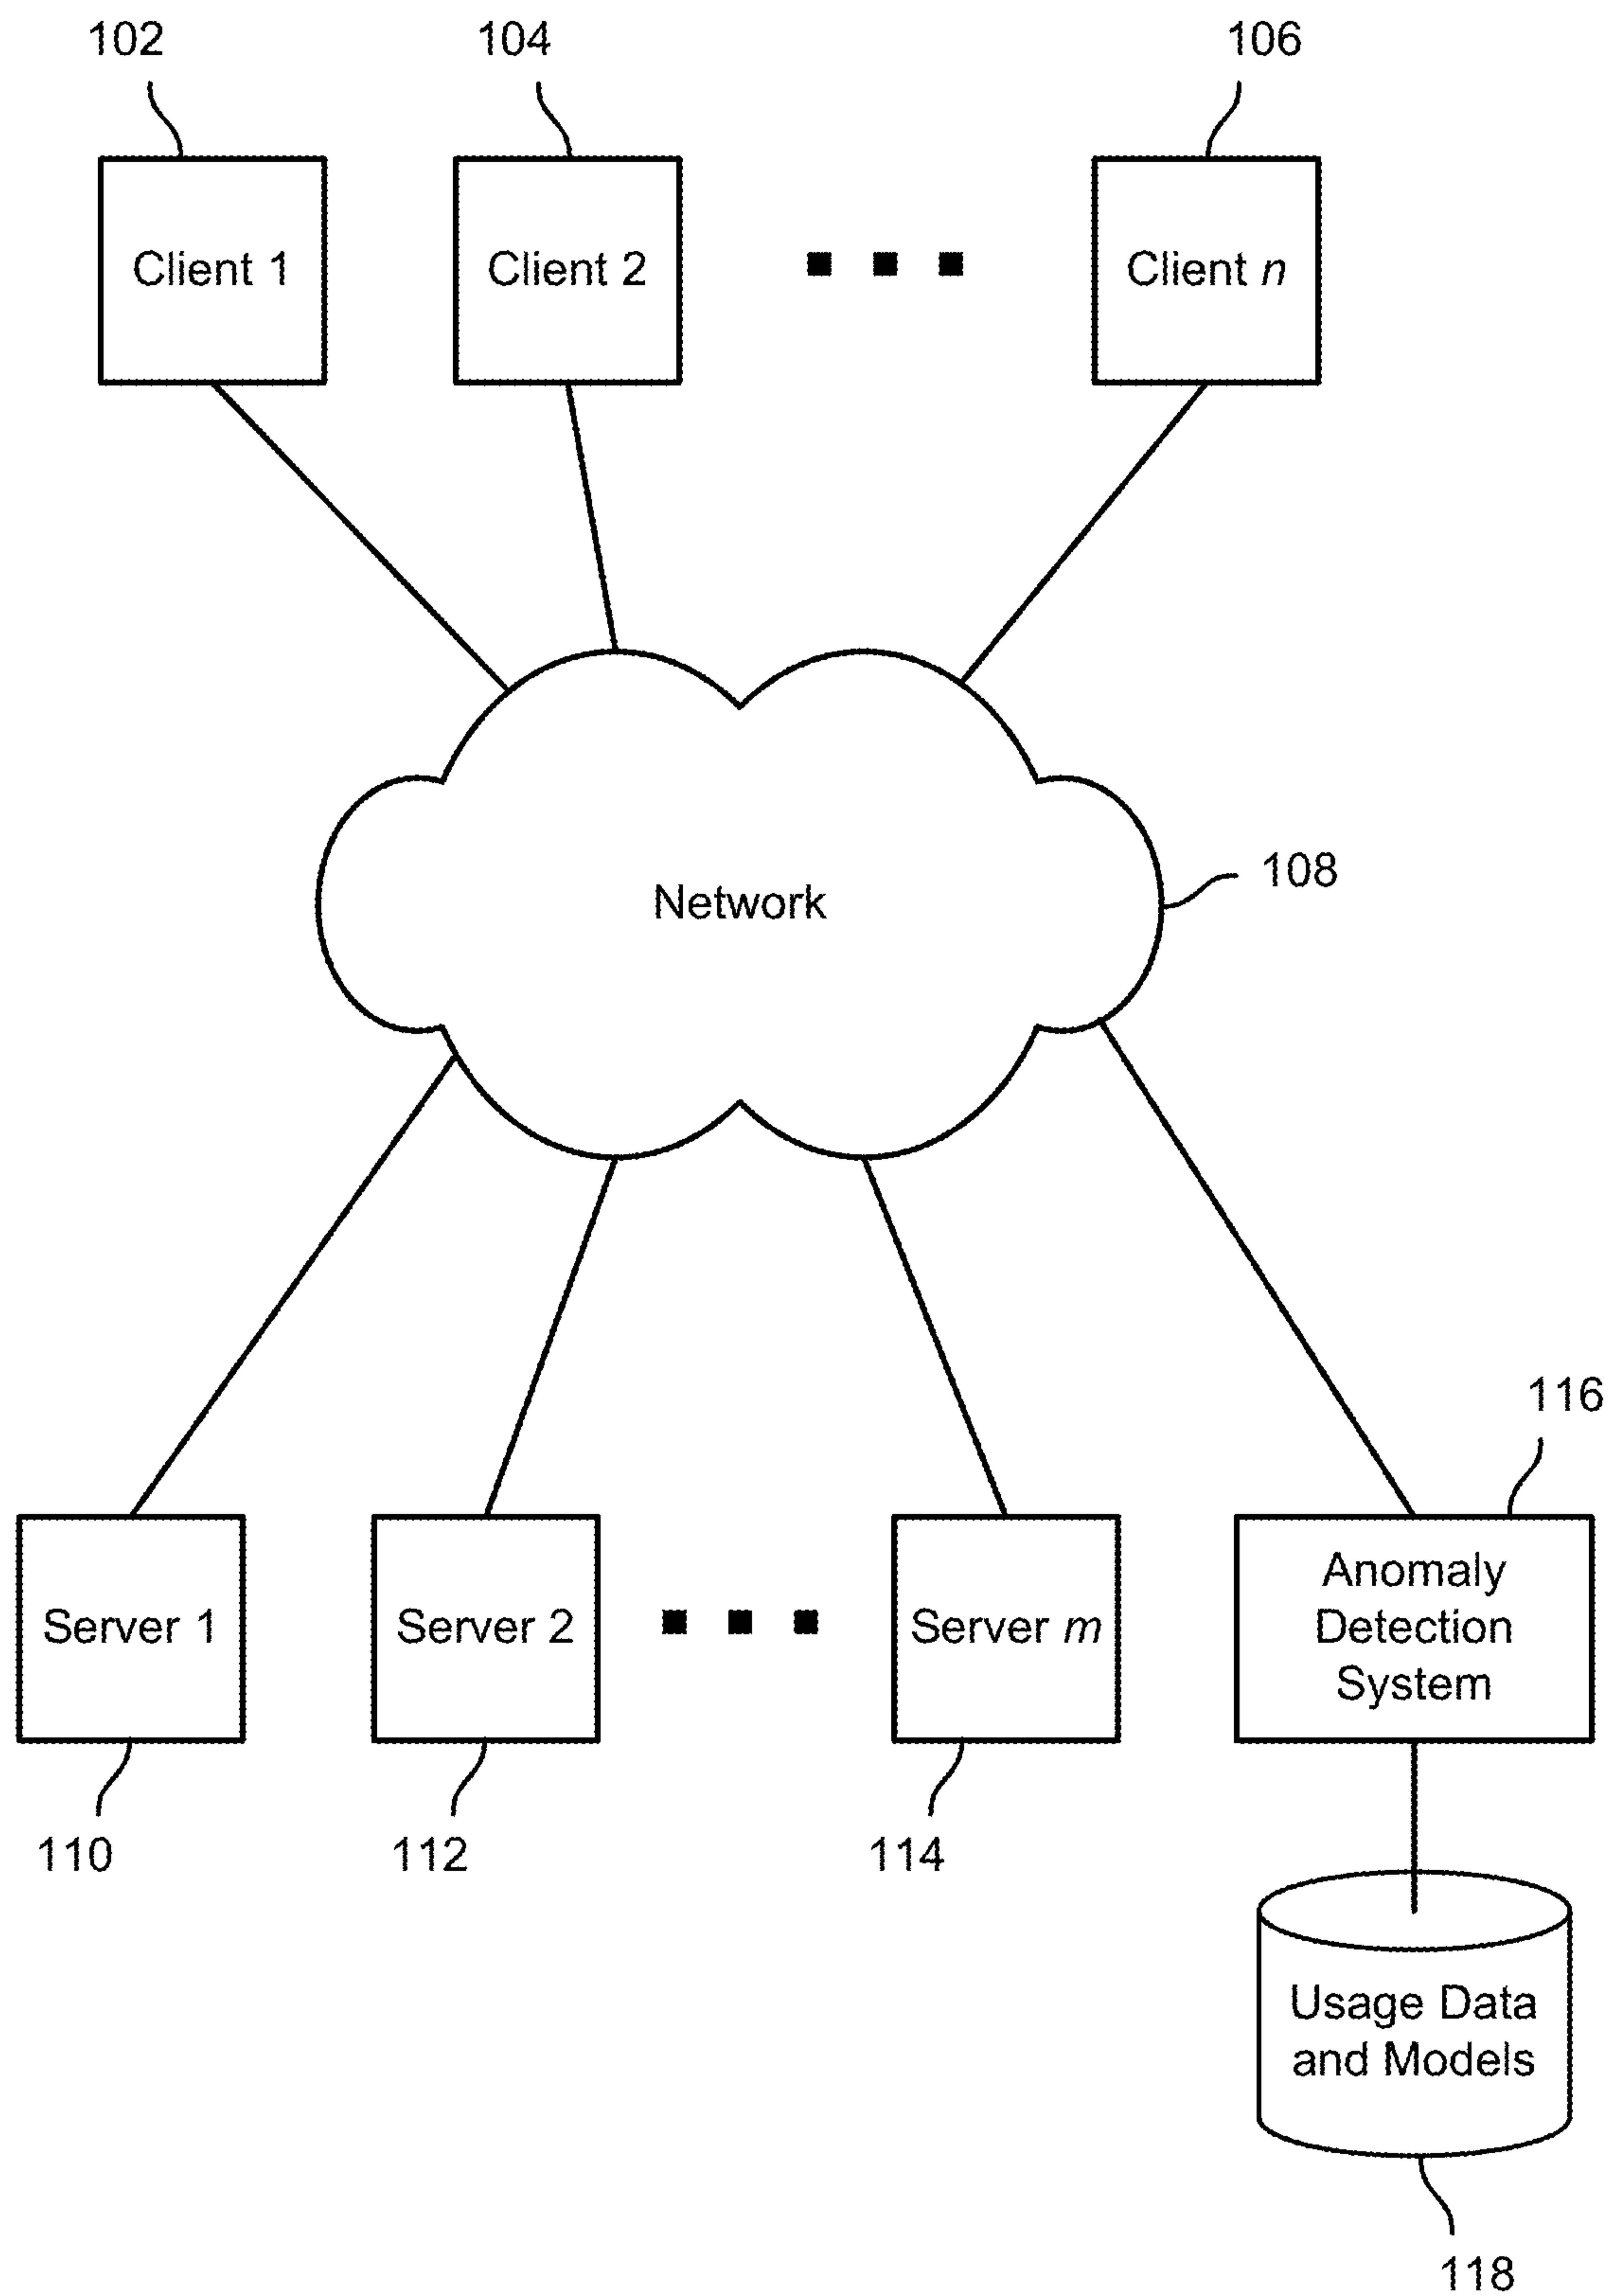 102
104
106
Client 1
Client 2
Client n
Network
108
116
Server 1
Server 2
Server m
Anomaly
Detection
System
110
112
114
Usage Data
and Models
118